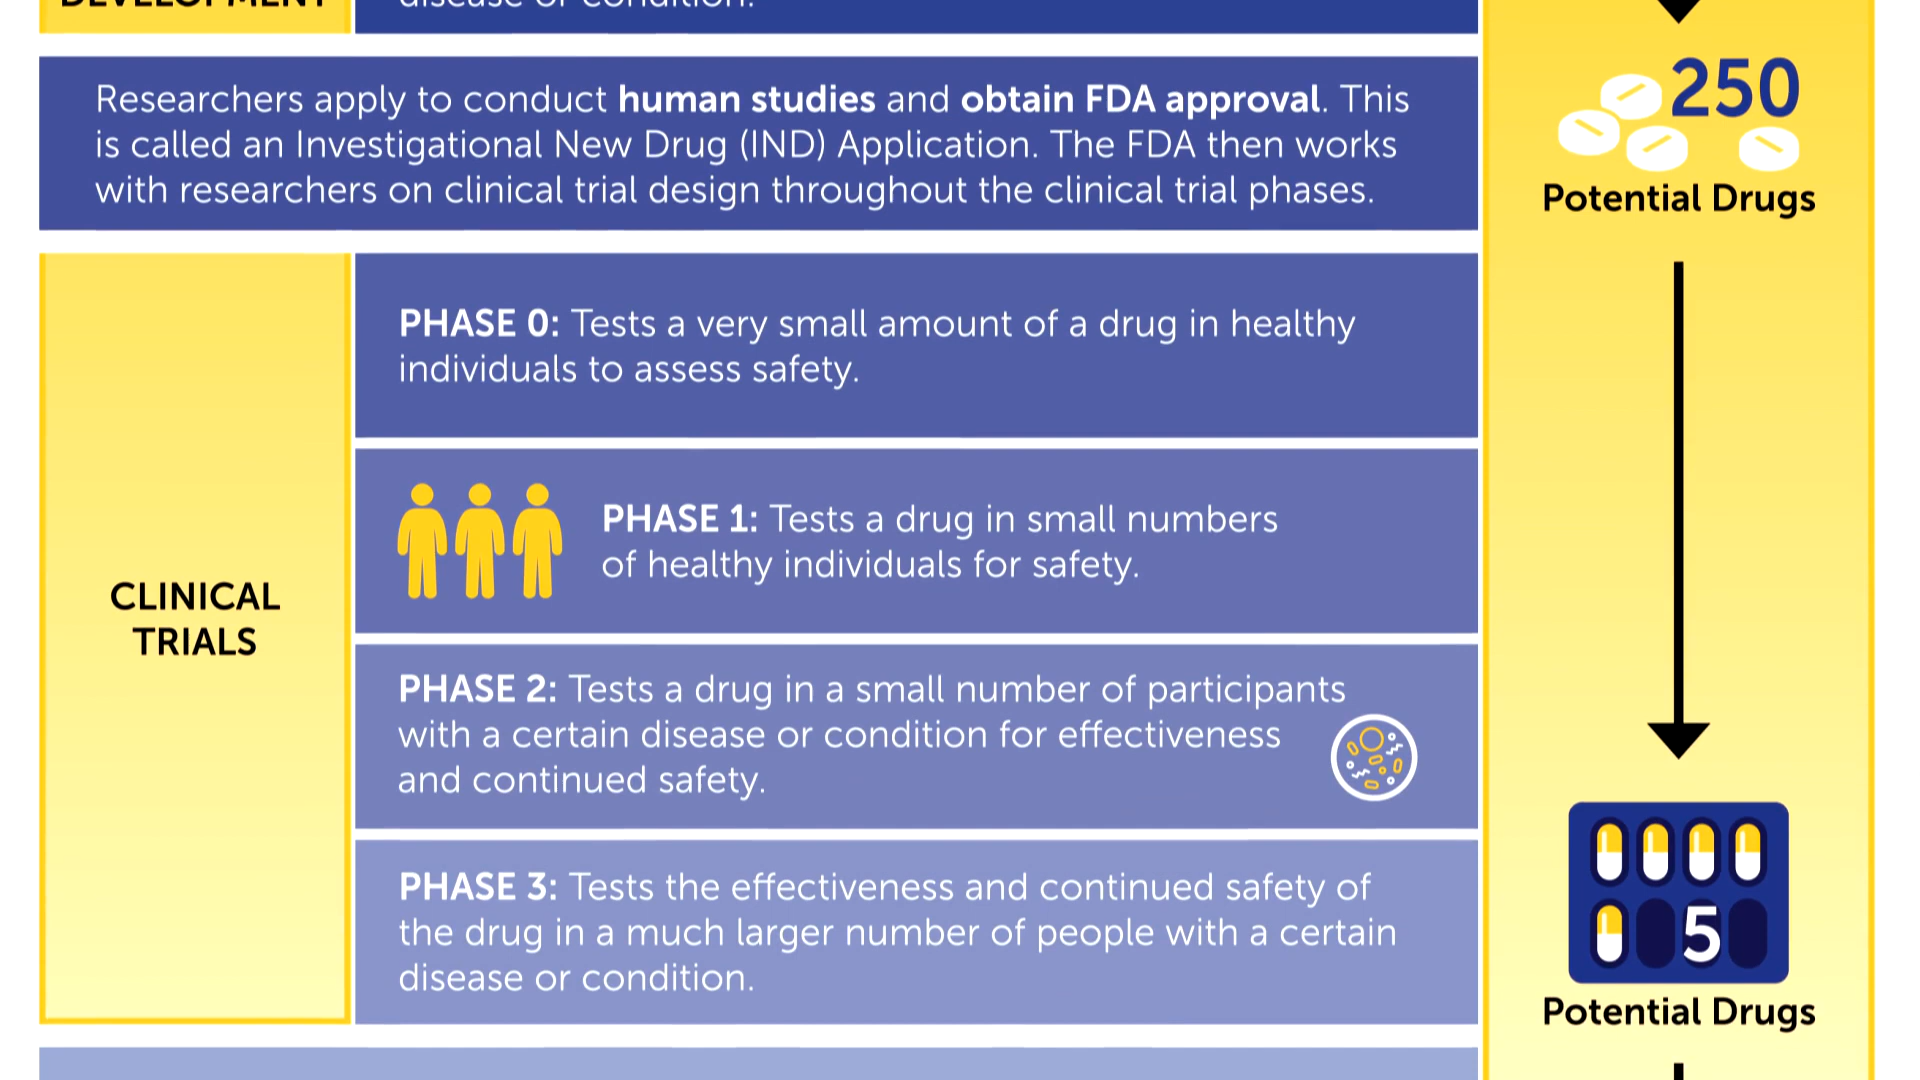 DEVELOPMENT
disease or condition.
Researchers apply to conduct human studies and obtain FDA approval. This
is called an Investigational New Drug (IND) Application. The FDA then works
with researchers on clinical trial design throughout the clinical trial phases.
250
Potential Drugs
CLINICAL
TRIALS
PHASE 0: Tests a very small amount of a drug in healthy
individuals to assess safety.
PHASE 1: Tests a drug in small numbers
of healthy individuals for safety.
PHASE 2: Tests a drug in a small number of participants
with a certain disease or condition for effectiveness
and continued safety.
PHASE 3: Tests the effectiveness and continued safety of
the drug in a much larger number of people with a certain
disease or condition.
5
Potential Drugs